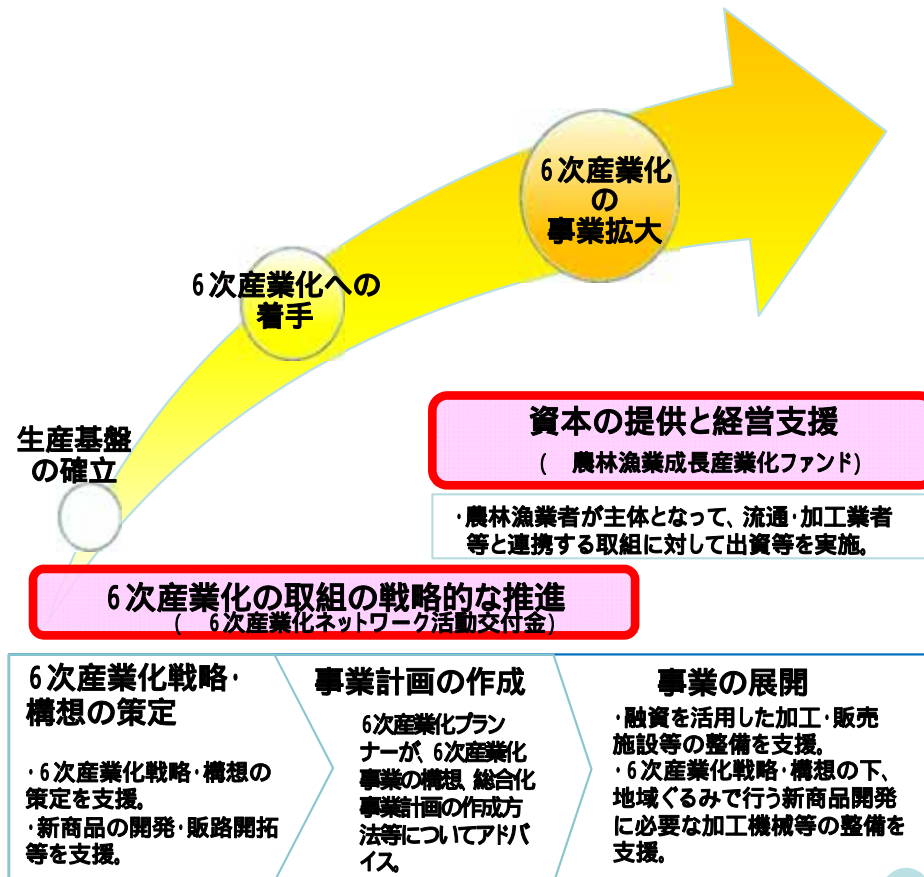 6次産業化
の
事業拡大
6次産業化への
着手
生産基盤
の確立
資本の提供と経営支援
(　農林漁業成長産業化ファンド)
・農林漁業者が主体となって、流通・加工業者
等と連携する取組に対して出資等を実施。
6次産業化の取組の戦略的な推進
(　6次産業化ネットワーク活動交付金)
6次産業化戦略・
構想の策定
・6次産業化戦略・構想の
策定を支援。
・新商品の開発・販路開拓
等を支援。
事業計画の作成
6次産業化プラン
ナーが、6次産業化
事業の構想、総合化
事業計画の作成方
法等についてアドバ
イス。
事業の展開
・融資を活用した加工・販売
施設等の整備を支援。
・6次産業化戦略・構想の下、
地域ぐるみで行う新商品開発
に必要な加工機械等の整備を
支援。